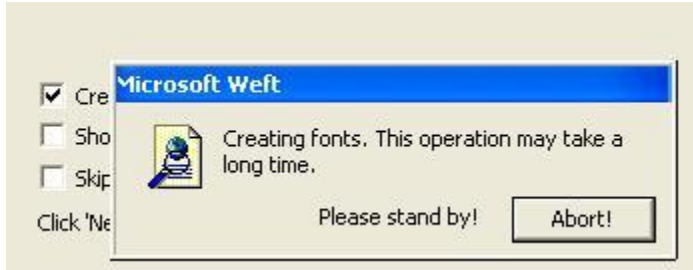 Microsoft Weft
Cre
Creating fonts. This operation may take a
Sho
long time.
Skip
Please stand by!
Abort!
Click 'Ne